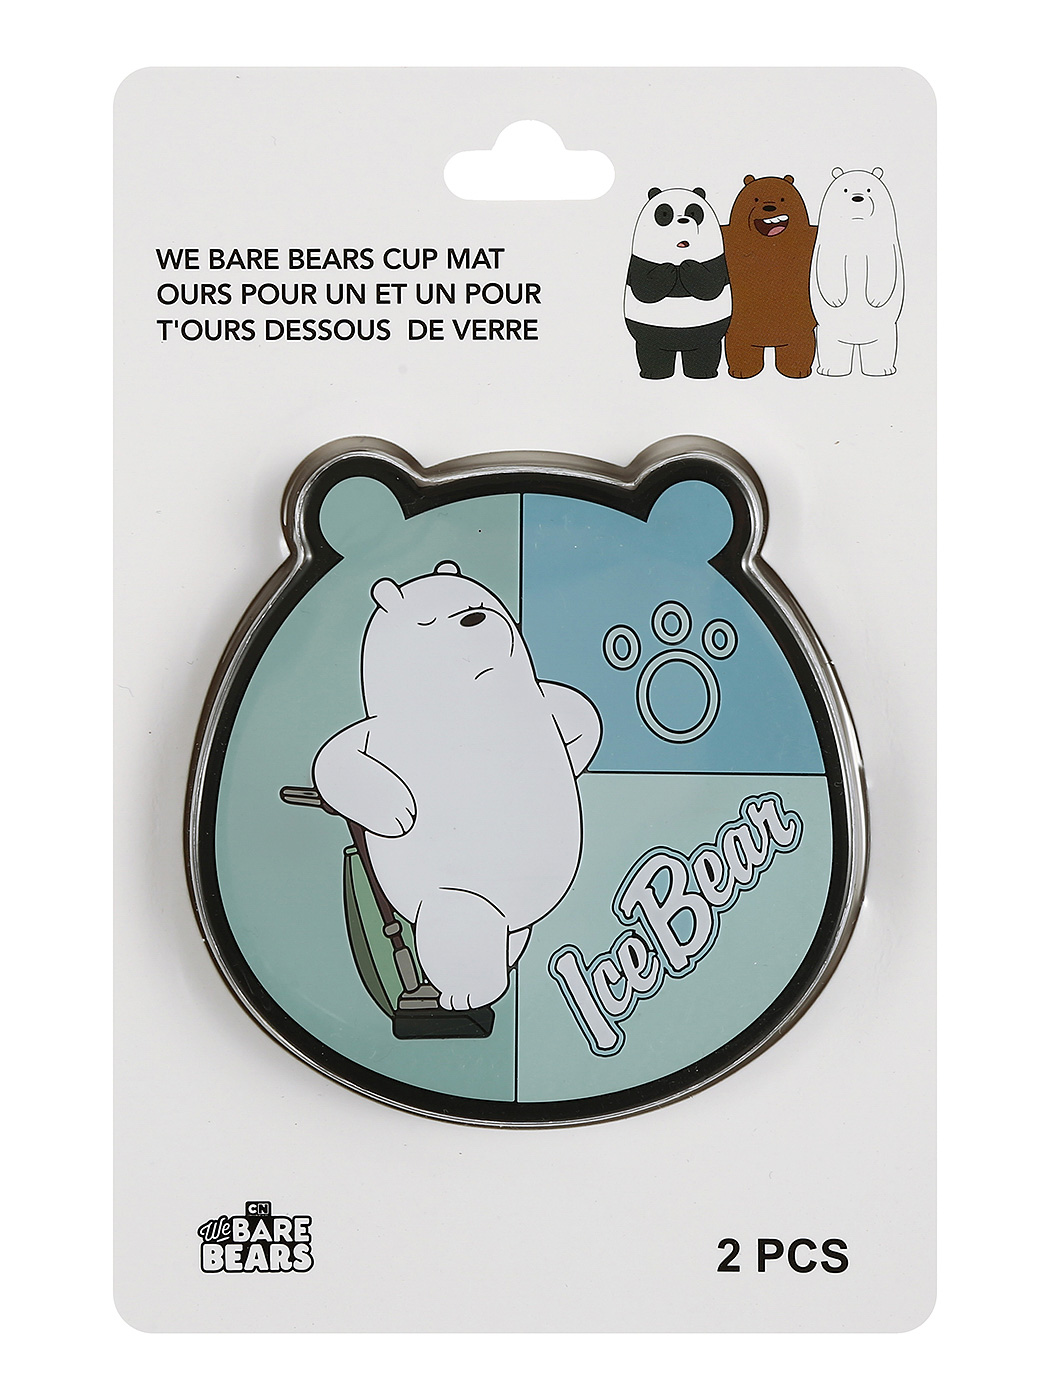 WE BARE BEARS CUP MAT
OURS POUR UN ET UN POUR
T'OURS DESSOUS DE VERRE
Ice Bear
CN
We BARE
BEARS
2 PCS